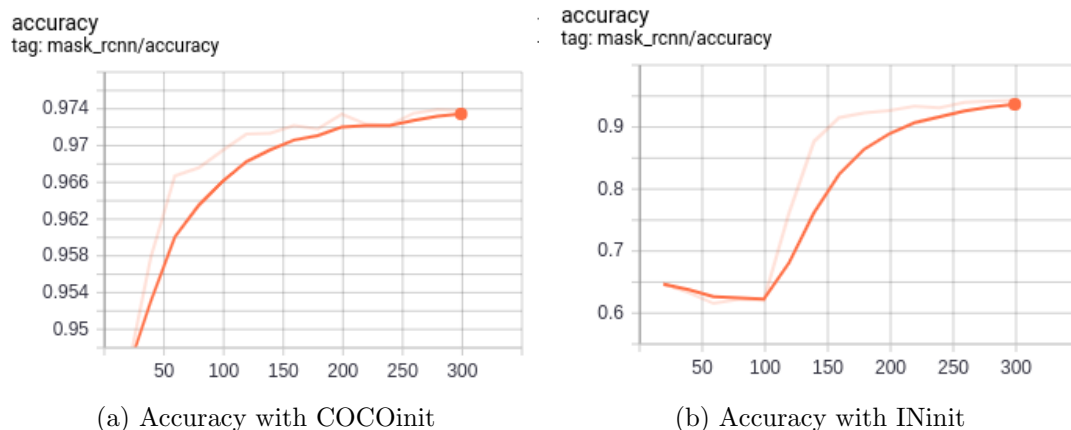 accuracy
tag: mask_rcnn/accuracy
0.974
0.97
0.966
0.962
0.958
0.954
0.95
50 100 150 200 250 300
(a) Accuracy with COCOinit
accuracy
tag: mask_rcnn/accuracy
0.9
0.8
0.7
0.6
50 100 150 200 250 300
(b) Accuracy with INinit